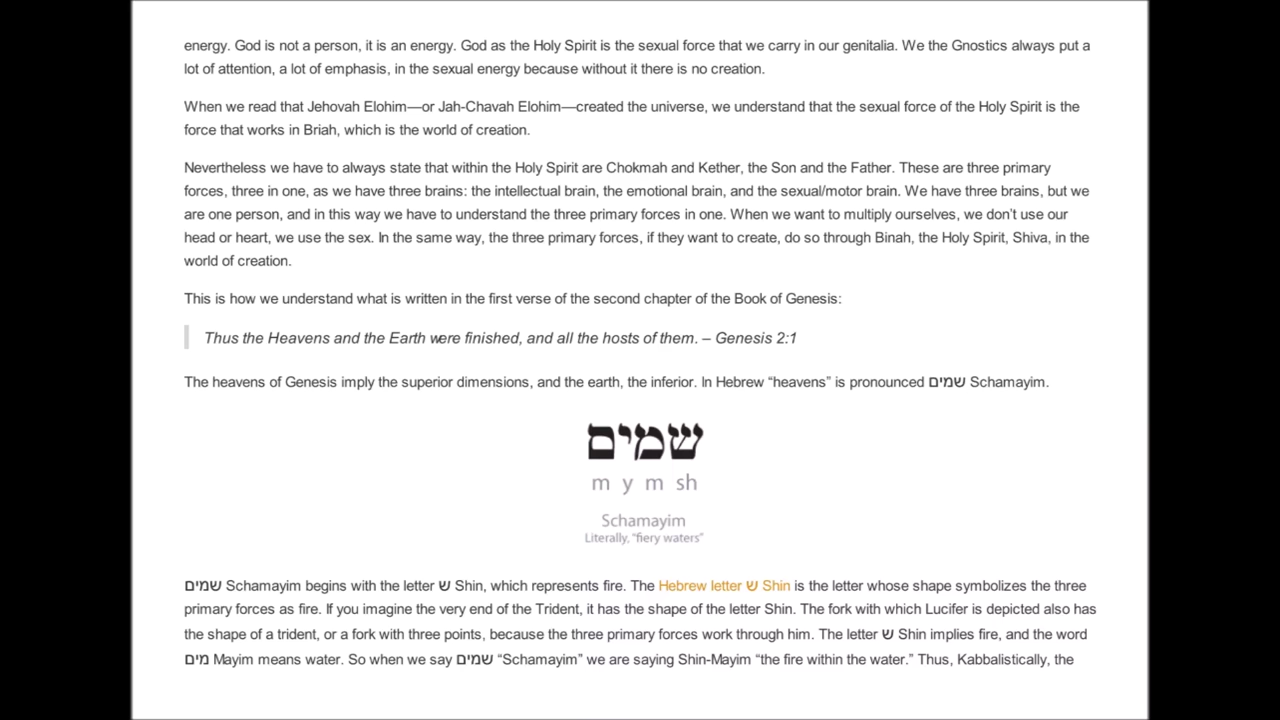 energy. God is not a person, it is an energy. God as the Holy Spirit is the sexual force that we carry in our genitalia. We the Gnostics always put a
lot of attention, a lot of emphasis, in the sexual energy because without it there is no creation.
When we read that Jehovah Elohim—or Jah-Chavah Elohim—created the universe, we understand that the sexual force of the Holy Spirit is the
force that works in Briah, which is the world of creation.
Nevertheless we have to always state that within the Holy Spirit are Chokmah and Kether, the Son and the Father. These are three primary
forces, three in one, as we have three brains: the intellectual brain, the emotional brain, and the sexual/motor brain. We have three brains, but we
are one person, and in this way we have to understand the three primary forces in one. When we want to multiply ourselves, we don't use our
head or heart, we use the sex. In the same way, the three primary forces, if they want to create, do so through Binah, the Holy Spirit, Shiva, in the
world of creation.
This is how we understand what is written in the first verse of the second chapter of the Book of Genesis:
Thus the Heavens and the Earth were finished, and all the hosts of them. – Genesis 2:1
The heavens of Genesis imply the superior dimensions, and the earth, the inferior. In Hebrew “heavens” is pronounced שמים Schamayim.
שמים
m y m sh
Schamayim
Literally, “fiery waters”
שמים Schamayim begins with the letter ש Shin, which represents fire. The Hebrew letter ש Shin is the letter whose shape symbolizes the three
primary forces as fire. If you imagine the very end of the Trident, it has the shape of the letter Shin. The fork with which Lucifer is depicted also has
the shape of a trident, or a fork with three points, because the three primary forces work through him. The letter ש Shin implies fire, and the word
מים Mayim means water. So when we say שמים “Schamayim” we are saying Shin-Mayim “the fire within the water.” Thus, Kabbalistically, the